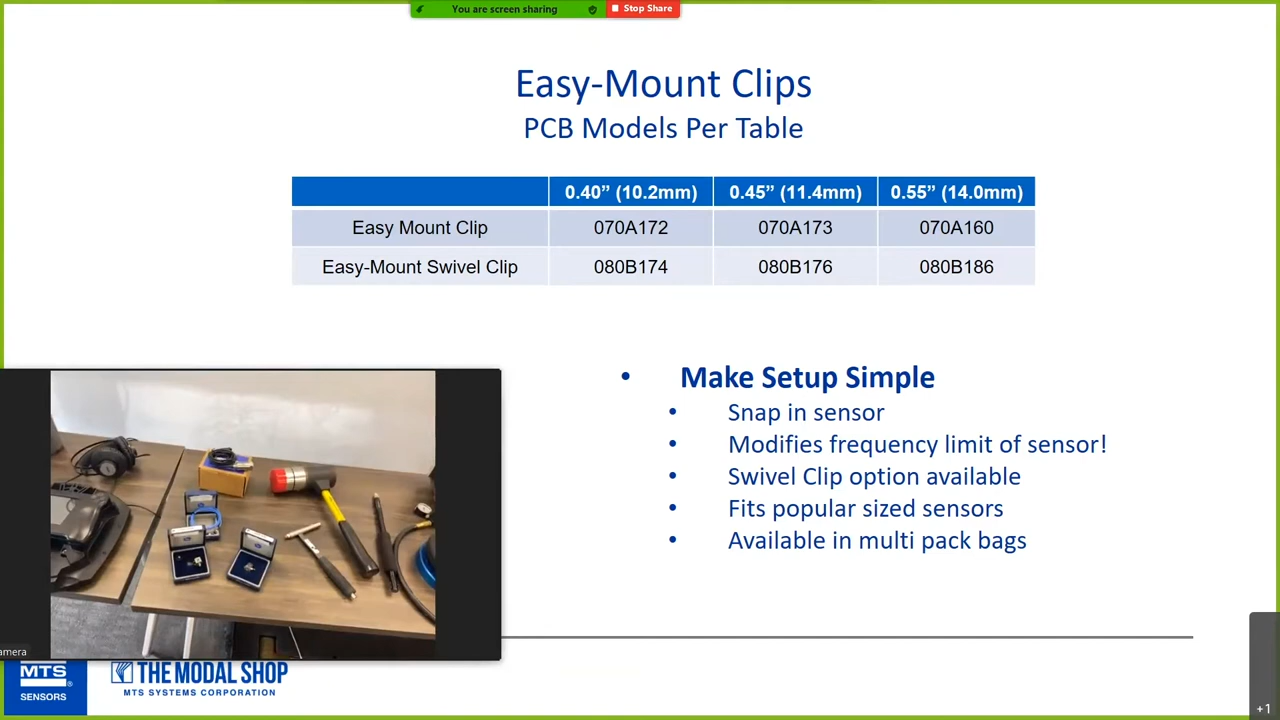 You are screen sharing
Stop Share
Easy-Mount Clips
PCB Models Per Table
0.40” (10.2mm) 0.45” (11.4mm) 0.55” (14.0mm)
Easy Mount Clip 070A172 070A173 070A160
Easy-Mount Swivel Clip 080B174 080B176 080B186
• Make Setup Simple
• Snap in sensor
• Modifies frequency limit of sensor!
• Swivel Clip option available
• Fits popular sized sensors
• Available in multi pack bags
amera
MTS®
SENSORS
THE MODAL SHOP
MTS SYSTEMS CORPORATION
+1